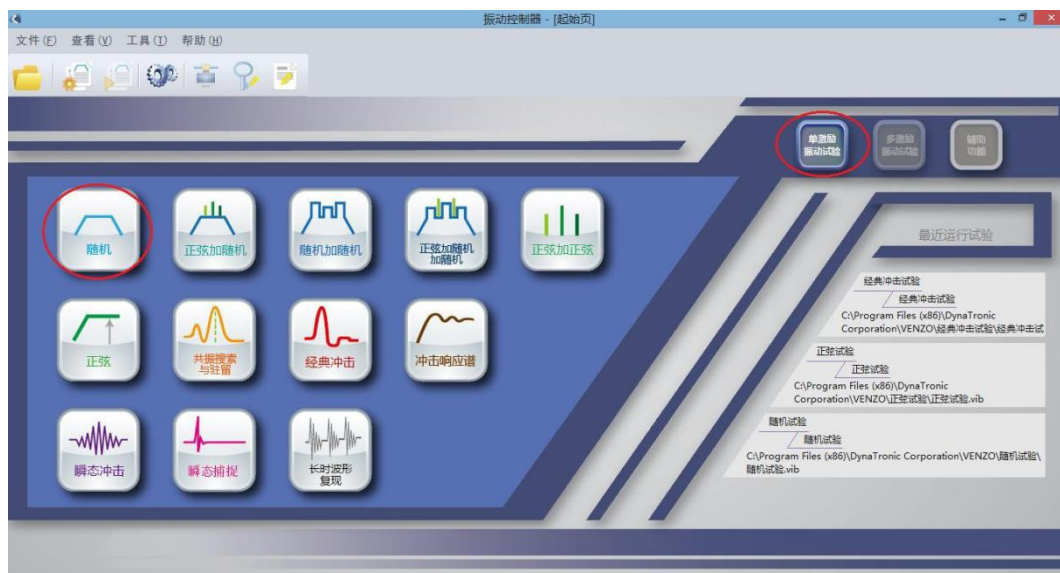 振动控制器 - [起始页]
文件(F) 查看(V) 工具(T) 帮助(H)
单激励
振动试验
多激励
振动试验
辅助
功能
随机
正弦加随机
随机加随机
正弦加随机
加随机
正弦加正弦
正弦
共振搜索
与驻留
经典冲击
冲击响应谱
瞬态冲击
瞬态捕捉
长时波形
复现
最近运行试验
经典冲击试验
经典冲击试验
C:\Program Files (x86)\DynaTronic
Corporation\VENZO\经典冲击试验\经典冲击试
正弦试验
正弦试验
C:\Program Files (x86)\DynaTronic
Corporation\VENZO\正弦试验\正弦试验.vib
随机试验
随机试验
C:\Program Files (x86)\DynaTronic Corporation\VENZO\随机试验\
随机试验.vib